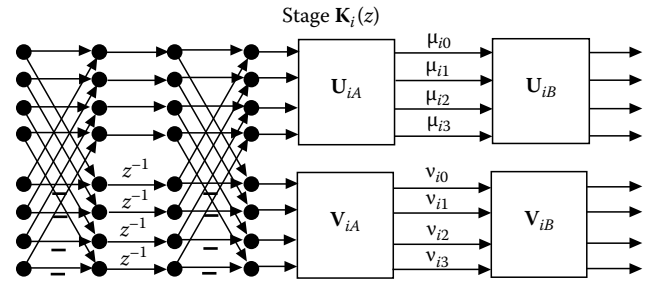 Stage K_i(z)
μ_i0
μ_i1
U_iA
U_iB
μ_i2
μ_i3
z⁻¹
ν_i0
z⁻¹
ν_i1
V_iA
V_iB
z⁻¹
ν_i2
z⁻¹
ν_i3